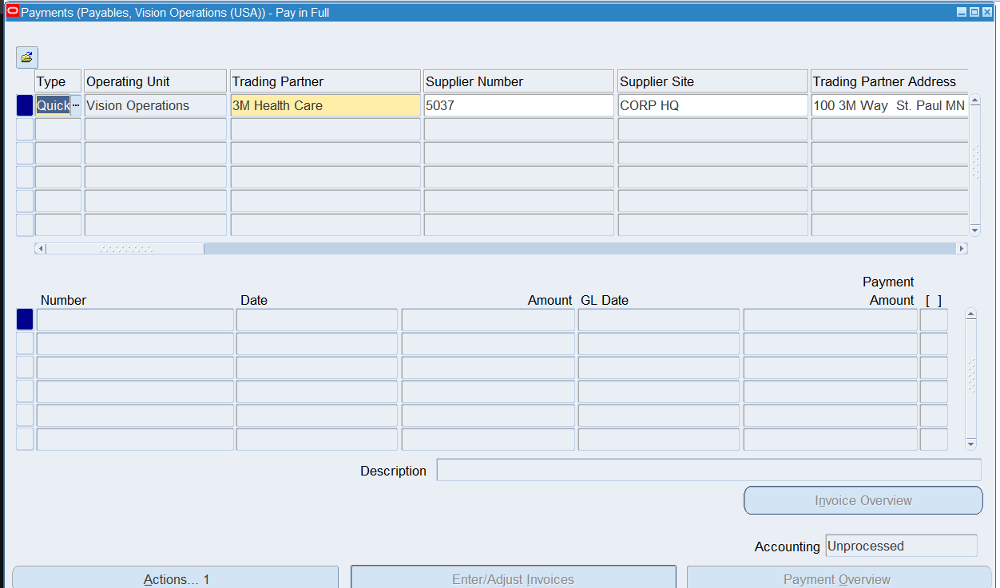 Payments (Payables, Vision Operations (USA)) - Pay in Full
Type Operating Unit Trading Partner Supplier Number Supplier Site Trading Partner Address
Quick ... Vision Operations 3M Health Care 5037 CORP HQ 100 3M Way  St. Paul MN
Payment
Number Date Amount GL Date Amount [ ]
Description
Invoice Overview
Accounting Unprocessed
Actions... 1 Enter/Adjust Invoices Payment Overview